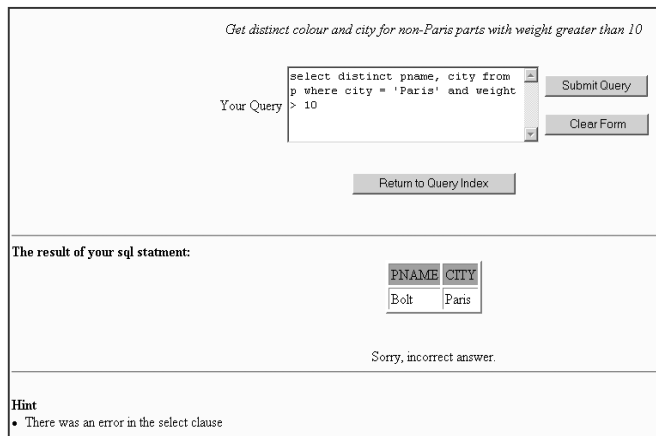 Get distinct colour and city for non-Paris parts with weight greater than 10
Your Query
select distinct pname, city from
p where city = 'Paris' and weight
> 10
Submit Query
Clear Form
Return to Query Index
The result of your sql statment:
PNAME CITY
Bolt Paris
Sorry, incorrect answer.
Hint
• There was an error in the select clause